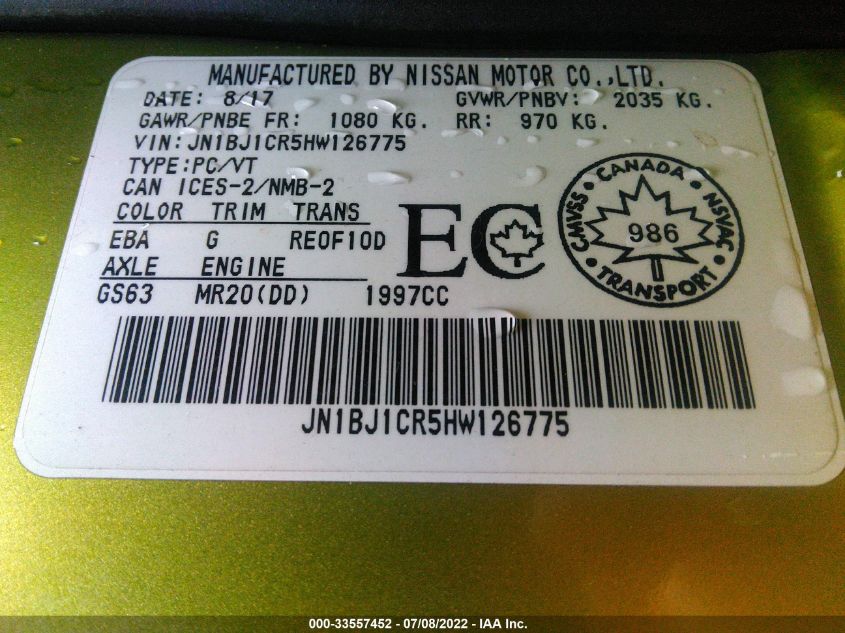 MANUFACTURED BY NISSAN MOTOR CO.,LTD.
DATE: 8/17 GVWR/PNBV: 2035 KG.
GAWR/PNBE FR: 1080 KG. RR: 970 KG.
VIN: JN1BJ1CR5HW126775
TYPE:PC/VT
CAN ICES-2/NMB-2
COLOR TRIM TRANS
EBA G RE0F10D
AXLE ENGINE
GS63 MR20(DD) 1997CC
EC
CANADA
CMVSS • NSVAC
986
TRANSPORT
JN1BJ1CR5HW126775
000-33557452 - 07/08/2022 - IAA Inc.